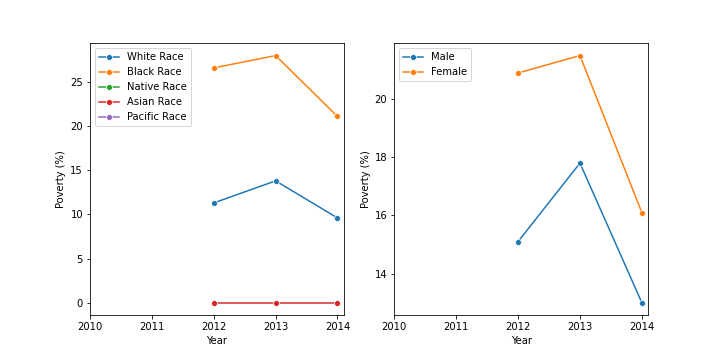 White Race
Black Race
Native Race
Asian Race
Pacific Race
25
20
15
10
5
0
Poverty (%)
2010 2011 2012 2013 2014
Year
Male
Female
20
18
16
14
Poverty (%)
2010 2011 2012 2013 2014
Year